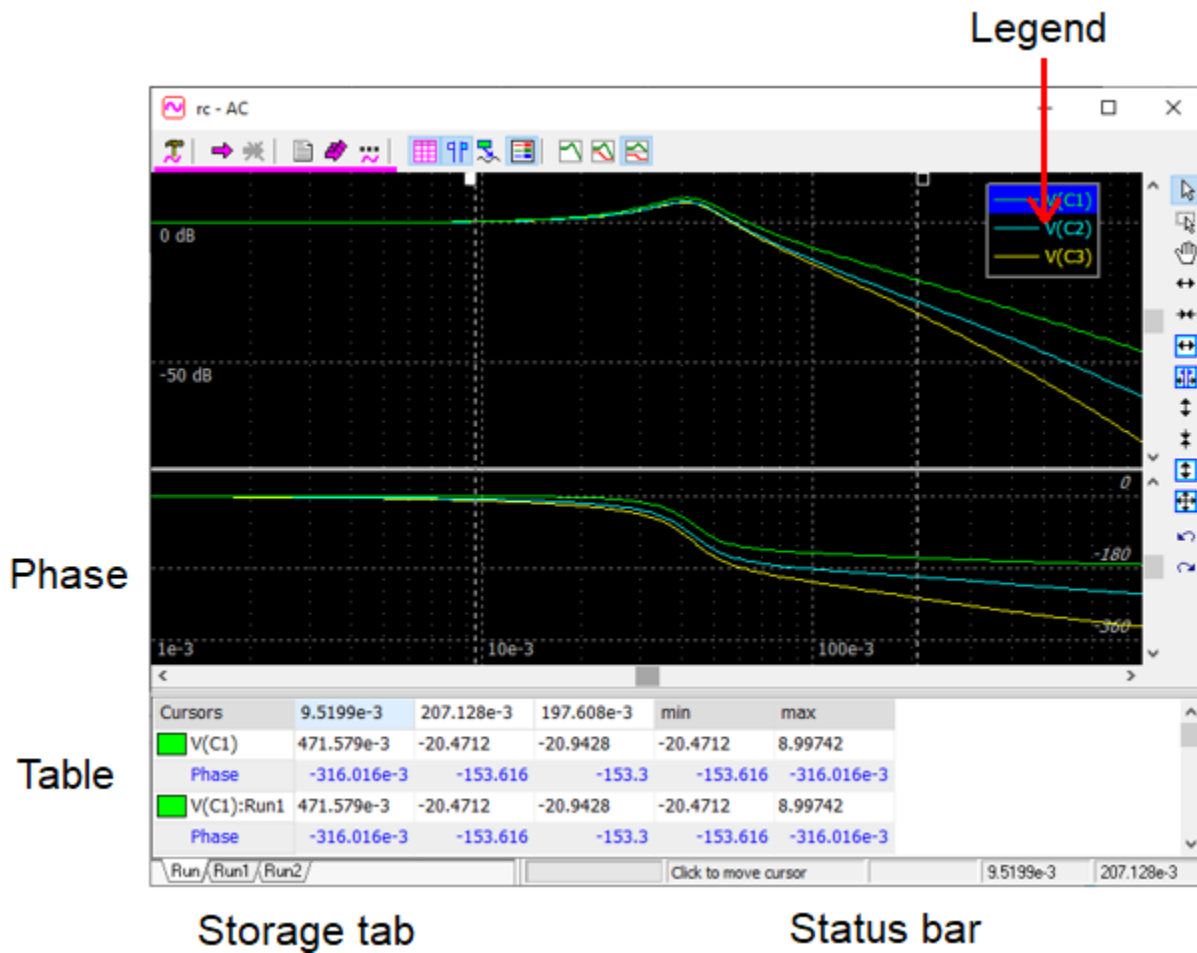 Legend
rc - AC
V(C1)
V(C2)
V(C3)
0 dB
-50 dB
0
-180
-360
1e-3 10e-3 100e-3
Phase
Cursors 9.5199e-3 207.128e-3 197.608e-3 min max
V(C1) 471.579e-3 -20.4712 -20.9428 -20.4712 8.99742
Phase -316.016e-3 -153.616 -153.3 -153.616 -316.016e-3
Table
V(C1):Run1 471.579e-3 -20.4712 -20.9428 -20.4712 8.99742
Phase -316.016e-3 -153.616 -153.3 -153.616 -316.016e-3
Run Run1 Run2 Click to move cursor 9.5199e-3 207.128e-3
Storage tab Status bar